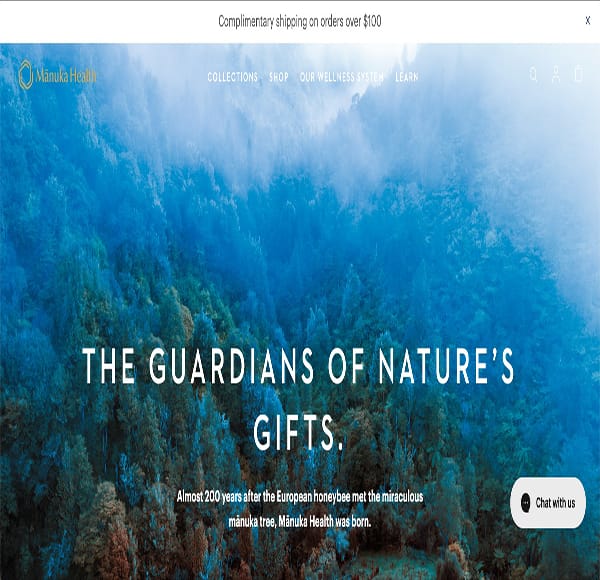 Complimentary shipping on orders over $100
X
Mānuka Health
COLLECTIONS SHOP OUR WELLNESS SYSTEM LEARN
THE GUARDIANS OF NATURE'S
GIFTS.
Almost 200 years after the European honeybee met the miraculous
mānuka tree, Mānuka Health was born.
Chat with us